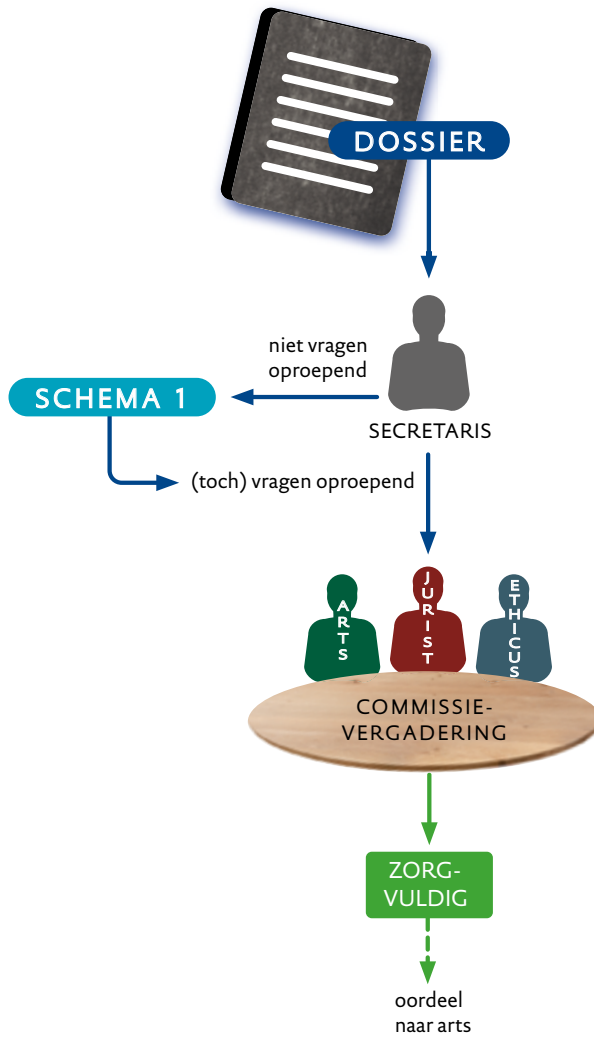 DOSSIER
niet vragen
oproepend
SCHEMA 1
SECRETARIS
(toch) vragen oproepend
ARTS
JURIST
ETHICUS
COMMISSIE-
VERGADERING
ZORG-
VULDIG
oordeel
naar arts